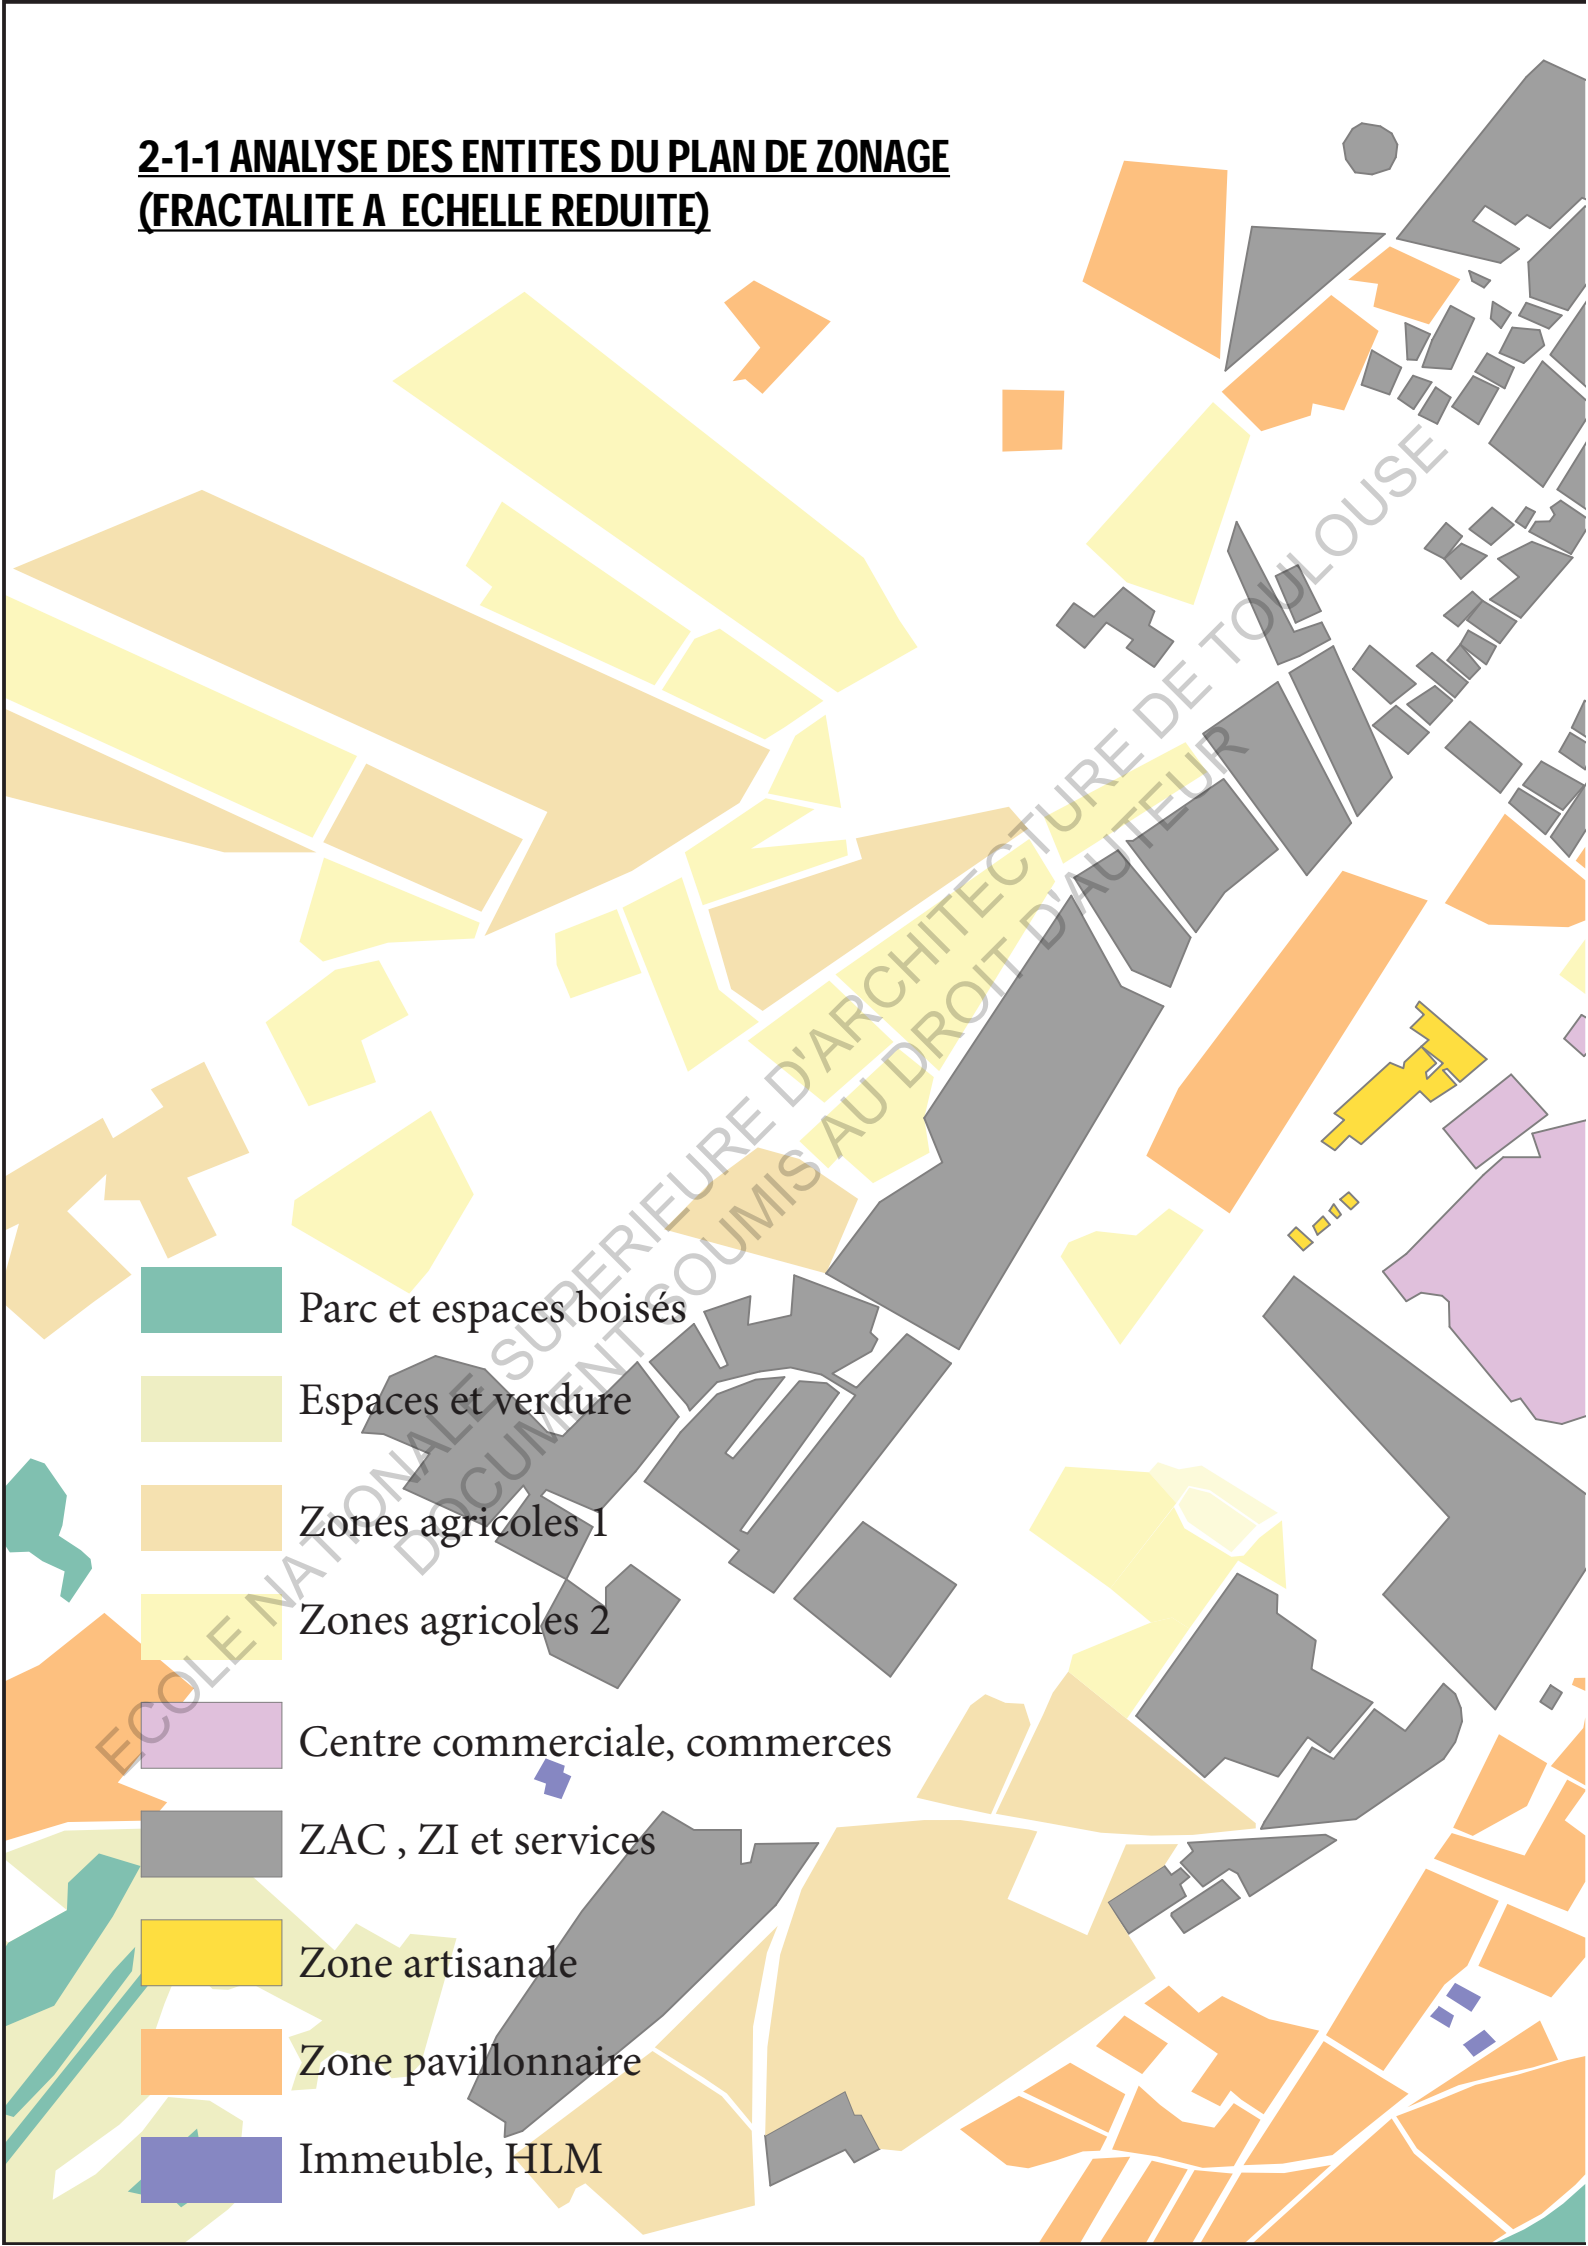 2-1-1 ANALYSE DES ENTITES DU PLAN DE ZONAGE
(FRACTALITE A  ECHELLE REDUITE)
ECOLE NATIONALE SUPERIEURE D'ARCHITECTURE DE TOULOUSE
DOCUMENT SOUMIS AU DROIT D'AUTEUR
Parc et espaces boisés
Espaces et verdure
Zones agricoles 1
Zones agricoles 2
Centre commerciale, commerces
ZAC , ZI et services
Zone artisanale
Zone pavillonnaire
Immeuble, HLM